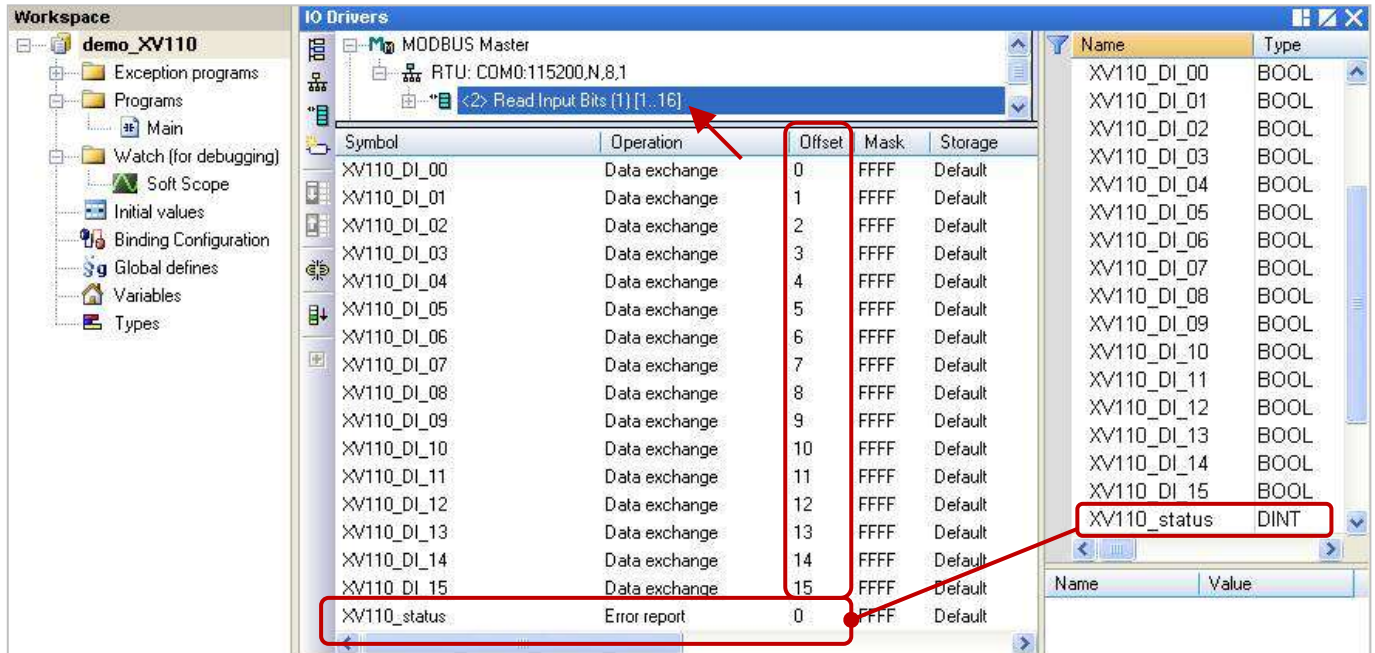 Workspace
demo_XV110
Exception programs
Programs
Main
Watch (for debugging)
Soft Scope
Initial values
Binding Configuration
Global defines
Variables
Types
IO Drivers
MODBUS Master
RTU: COM0:115200,N,8,1
<2> Read Input Bits (1) [1..16]
Symbol Operation Offset Mask Storage
XV110_DI_00 Data exchange 0 FFFF Default
XV110_DI_01 Data exchange 1 FFFF Default
XV110_DI_02 Data exchange 2 FFFF Default
XV110_DI_03 Data exchange 3 FFFF Default
XV110_DI_04 Data exchange 4 FFFF Default
XV110_DI_05 Data exchange 5 FFFF Default
XV110_DI_06 Data exchange 6 FFFF Default
XV110_DI_07 Data exchange 7 FFFF Default
XV110_DI_08 Data exchange 8 FFFF Default
XV110_DI_09 Data exchange 9 FFFF Default
XV110_DI_10 Data exchange 10 FFFF Default
XV110_DI_11 Data exchange 11 FFFF Default
XV110_DI_12 Data exchange 12 FFFF Default
XV110_DI_13 Data exchange 13 FFFF Default
XV110_DI_14 Data exchange 14 FFFF Default
XV110_DI_15 Data exchange 15 FFFF Default
XV110_status Error report 0 FFFF Default
Name Type
XV110_DI_00 BOOL
XV110_DI_01 BOOL
XV110_DI_02 BOOL
XV110_DI_03 BOOL
XV110_DI_04 BOOL
XV110_DI_05 BOOL
XV110_DI_06 BOOL
XV110_DI_07 BOOL
XV110_DI_08 BOOL
XV110_DI_09 BOOL
XV110_DI_10 BOOL
XV110_DI_11 BOOL
XV110_DI_12 BOOL
XV110_DI_13 BOOL
XV110_DI_14 BOOL
XV110_DI_15 BOOL
XV110_status DINT
Name Value